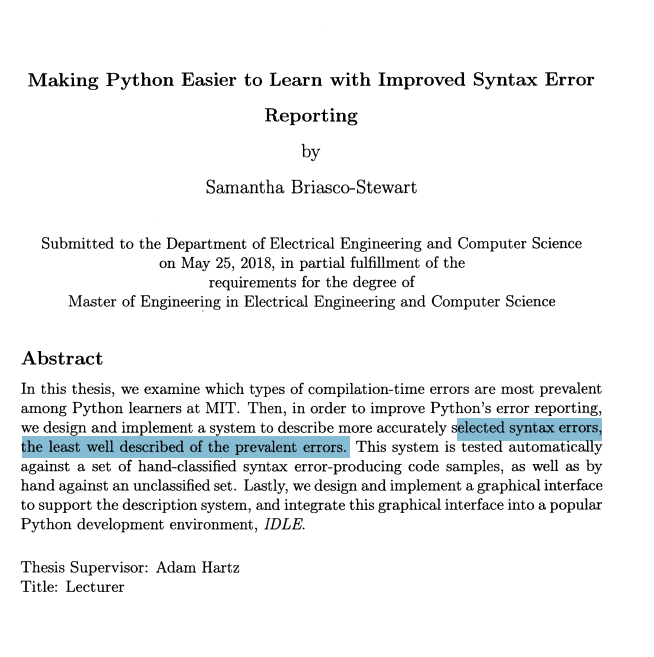 Making Python Easier to Learn with Improved Syntax Error
Reporting
by
Samantha Briasco-Stewart
Submitted to the Department of Electrical Engineering and Computer Science
on May 25, 2018, in partial fulfillment of the
requirements for the degree of
Master of Engineering in Electrical Engineering and Computer Science
Abstract
In this thesis, we examine which types of compilation-time errors are most prevalent
among Python learners at MIT. Then, in order to improve Python's error reporting,
we design and implement a system to describe more accurately selected syntax errors,
the least well described of the prevalent errors. This system is tested automatically
against a set of hand-classified syntax error-producing code samples, as well as by
hand against an unclassified set. Lastly, we design and implement a graphical interface
to support the description system, and integrate this graphical interface into a popular
Python development environment, IDLE.
Thesis Supervisor: Adam Hartz
Title: Lecturer